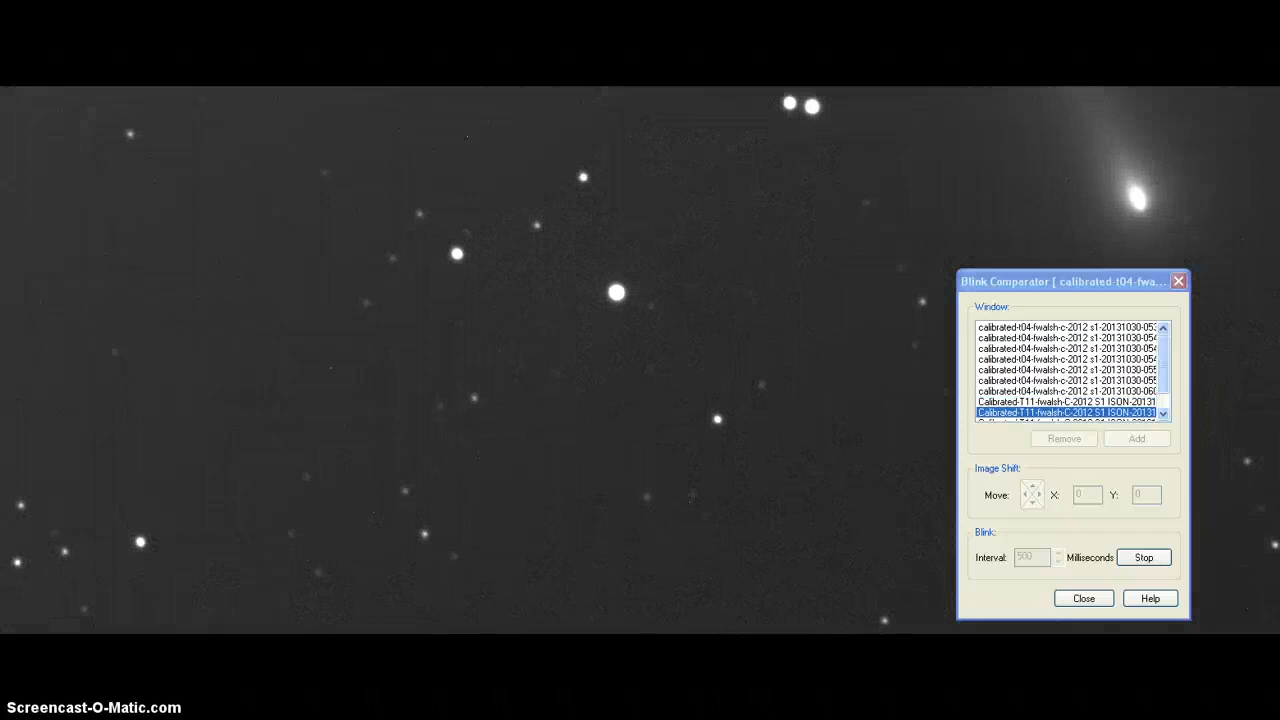 Blink Comparator [ calibrated-t04-fwa...
Window:
calibrated-t04-fwalsh-c-2012 s1-20131030-053
calibrated-t04-fwalsh-c-2012 s1-20131030-054
calibrated-t04-fwalsh-c-2012 s1-20131030-054
calibrated-t04-fwalsh-c-2012 s1-20131030-054
calibrated-t04-fwalsh-c-2012 s1-20131030-055
calibrated-t04-fwalsh-c-2012 s1-20131030-055
calibrated-t04-fwalsh-c-2012 s1-20131030-060
Calibrated-T11-fwalsh-C-2012 S1 ISON-20131
Calibrated-T11-fwalsh-C-2012 S1 ISON-20131
Remove Add
Image Shift:
Move: X: 0 Y: 0
Blink:
Interval: 500 Milliseconds Stop
Close Help
Screencast-O-Matic.com